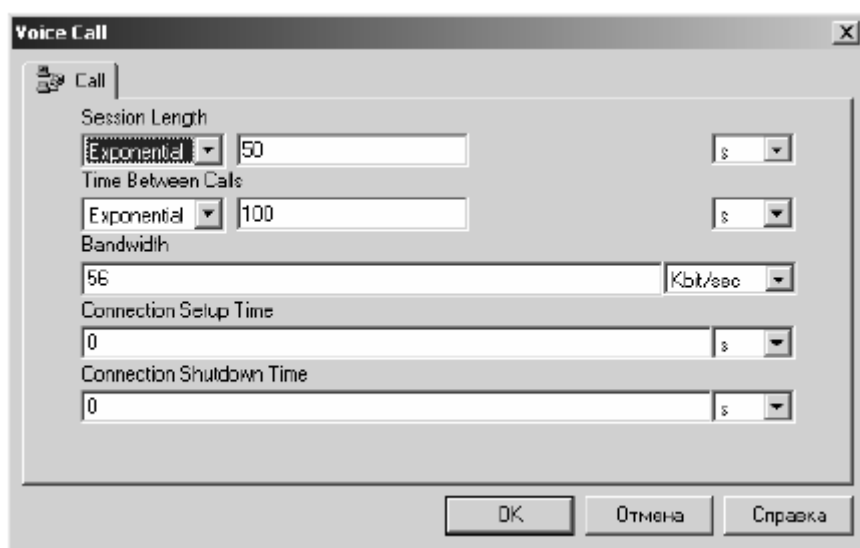 Voice Call
Call
Session Length
Exponential 50 s
Time Between Calls
Exponential 100 s
Bandwidth
56 Kbit/sec
Connection Setup Time
0 s
Connection Shutdown Time
0 s
OK Отмена Справка